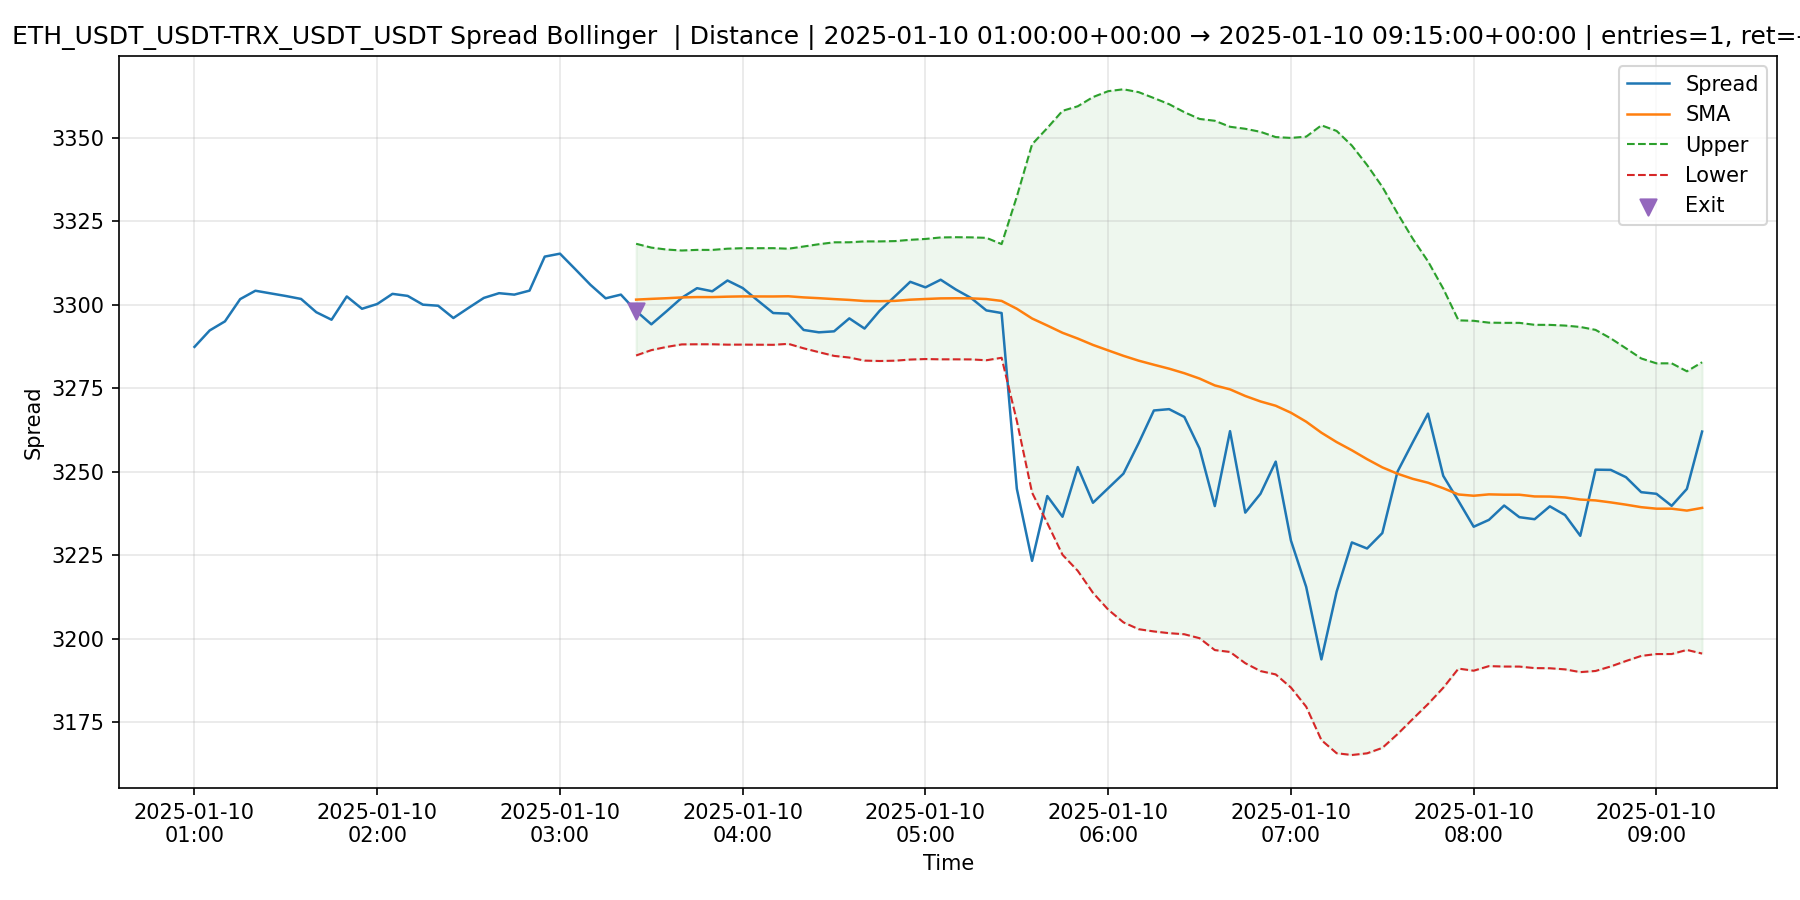 ETH_USDT_USDT-TRX_USDT_USDT Spread Bollinger | Distance | 2025-01-10 01:00:00+00:00 → 2025-01-10 09:15:00+00:00 | entries=1, ret=-
Spread
SMA
Upper
Lower
Exit
3350
3325
3300
3275
3250
3225
3200
3175
Spread
2025-01-10 01:00
2025-01-10 02:00
2025-01-10 03:00
2025-01-10 04:00
2025-01-10 05:00
2025-01-10 06:00
2025-01-10 07:00
2025-01-10 08:00
2025-01-10 09:00
Time